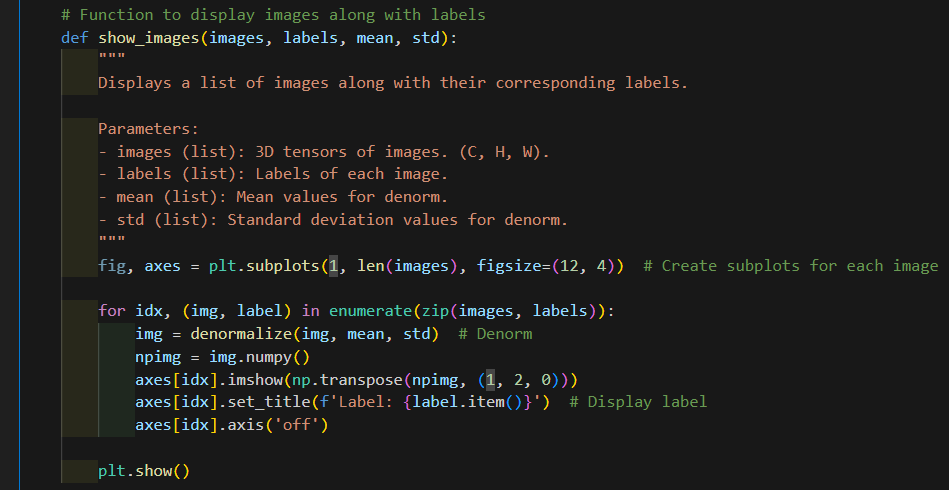 # Function to display images along with labels
def show_images(images, labels, mean, std):
"""
Displays a list of images along with their corresponding labels.
Parameters:
- images (list): 3D tensors of images. (C, H, W).
- labels (list): Labels of each image.
- mean (list): Mean values for denorm.
- std (list): Standard deviation values for denorm.
"""
fig, axes = plt.subplots(1, len(images), figsize=(12, 4))  # Create subplots for each image
for idx, (img, label) in enumerate(zip(images, labels)):
img = denormalize(img, mean, std)  # Denorm
npimg = img.numpy()
axes[idx].imshow(np.transpose(npimg, (1, 2, 0)))
axes[idx].set_title(f'Label: {label.item()}')  # Display label
axes[idx].axis('off')
plt.show()